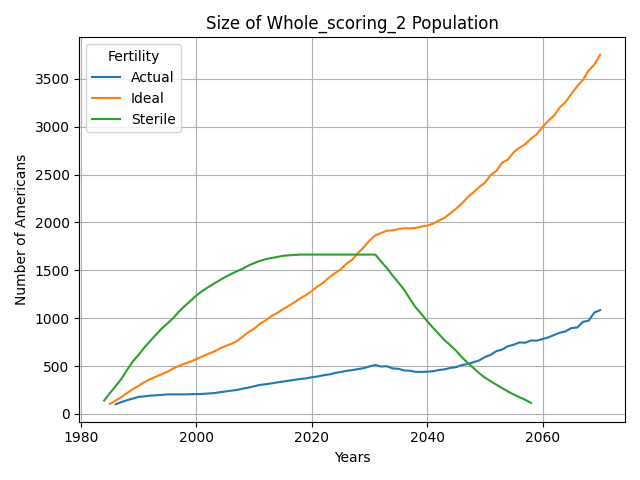 Size of Whole_scoring_2 Population
Fertility
Actual
Ideal
Sterile
Number of Americans
3500
3000
2500
2000
1500
1000
500
0
1980 2000 2020 2040 2060
Years